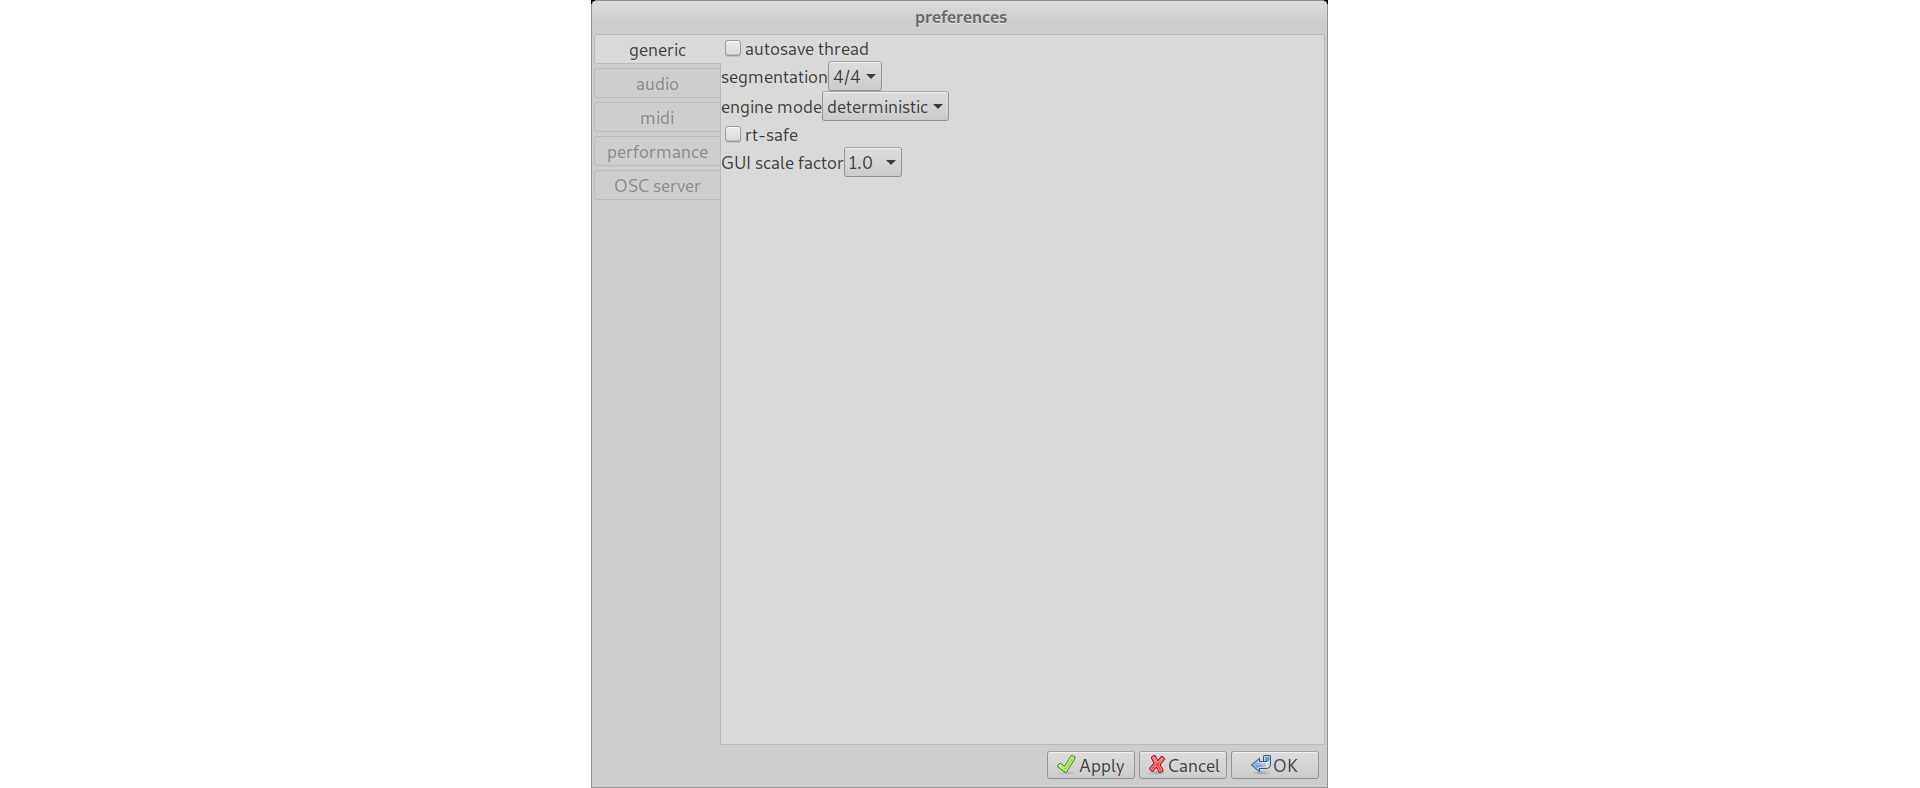 preferences
generic
audio
midi
performance
OSC server
autosave thread
segmentation 4/4
engine mode deterministic
rt-safe
GUI scale factor 1.0
Apply Cancel OK